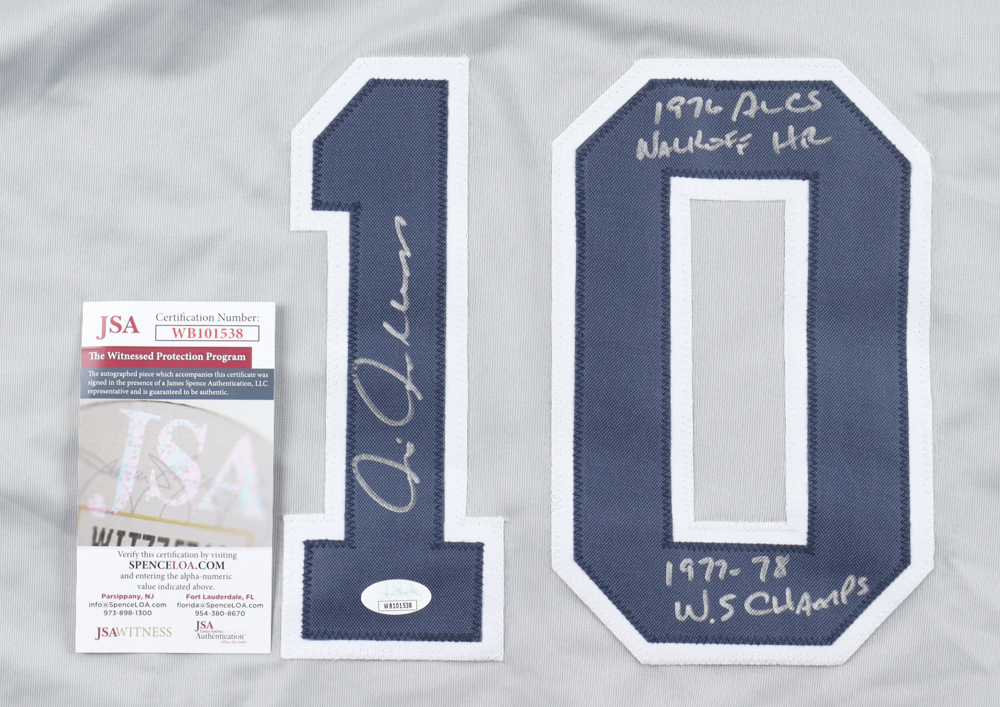 JSA
Certification Number:
WB101538
The Witnessed Protection Program
The autographed piece which accompanies this certificate was
signed in the presence of a James Spence Authentication, LLC
representative and is guaranteed to be authentic.
JSA
Verify this certification by visiting
SPENCELOA.COM
and entering the alpha-numeric
value indicated above.
Parsippany, NJ
info@SpenceLOA.com
973-898-1300
Fort Lauderdale, FL
florida@SpenceLOA.com
954-380-8670
JSAWITNESS
JSA
Authentication
10
WB101538
1976 ALCS
WALKOFF HR
1977-78
W.S CHAMPS